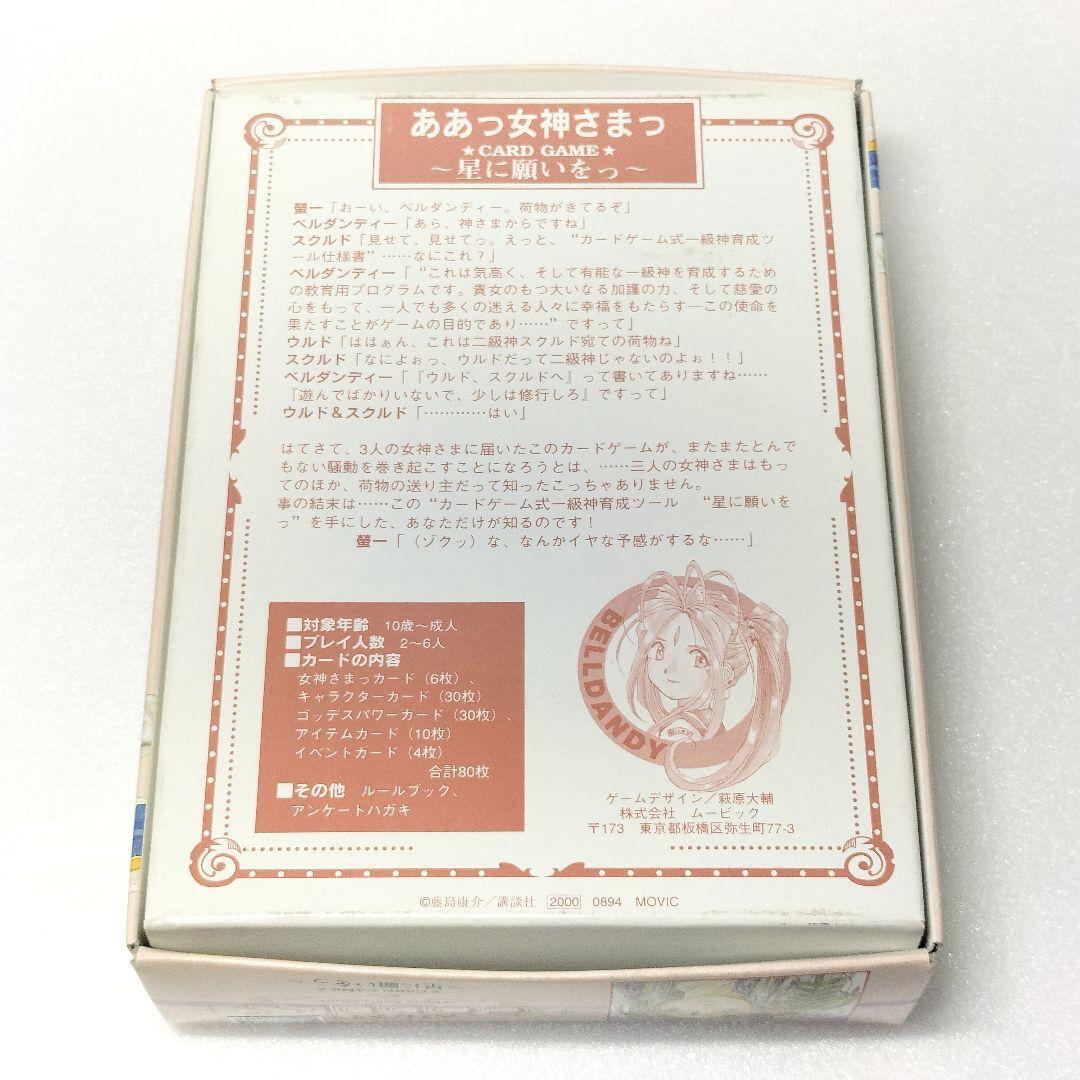 ああっ女神さまっ
★CARD GAME★
～星に願いをっ～
螢一「おーい、ベルダンディー。荷物がきてるぞ」
ベルダンディー「あら、神さまからですね」
スクルド「見せて、見せてっ。えっと、“カードゲーム式一級神育成ツ
ール仕様書”……なにこれ？」
ベルダンディー「“これは気高く、そして有能な一級神を育成するため
の教育用プログラムです。貴女のもつ大いなる加護の力、そして慈愛の
心をもって、一人でも多くの迷える人々に幸福をもたらす―この使命を
果たすことがゲームの目的であり……”ですって」
ウルド「ははぁん、これは二級神スクルド宛ての荷物ね」
スクルド「なによぉっ、ウルドだって二級神じゃないのよぉ！！」
ベルダンディー「『ウルド、スクルドへ』って書いてありますね……
『遊んでばかりいないで、少しは修行しろ』ですって」
ウルド＆スクルド「…………はい」
はてさて、3人の女神さまに届いたこのカードゲームが、またまたとんで
もない騒動を巻き起こすことになろうとは、……三人の女神さまはもっ
てのほか、荷物の送り主だって知ったこっちゃありません。
事の結末は……この“カードゲーム式一級神育成ツール　“星に願いを
っ”を手にした、あなただけが知るのです！
螢一「（ゾクッ）な、なんかイヤな予感がするな……」
■対象年齢　10歳～成人
■プレイ人数　2～6人
■カードの内容
女神さまっカード（6枚）、
キャラクターカード（30枚）
ゴッデスパワーカード（30枚）、
アイテムカード（10枚）
イベントカード（4枚）
合計80枚
■その他　ルールブック、
アンケートハガキ
BELLDANDY
ゲームデザイン／萩原大輔
株式会社　ムービック
〒173　東京都板橋区弥生町77-3
©藤島康介／講談社　2000　0894　MOVIC
～星に願いをっ～
★CARD GAME★